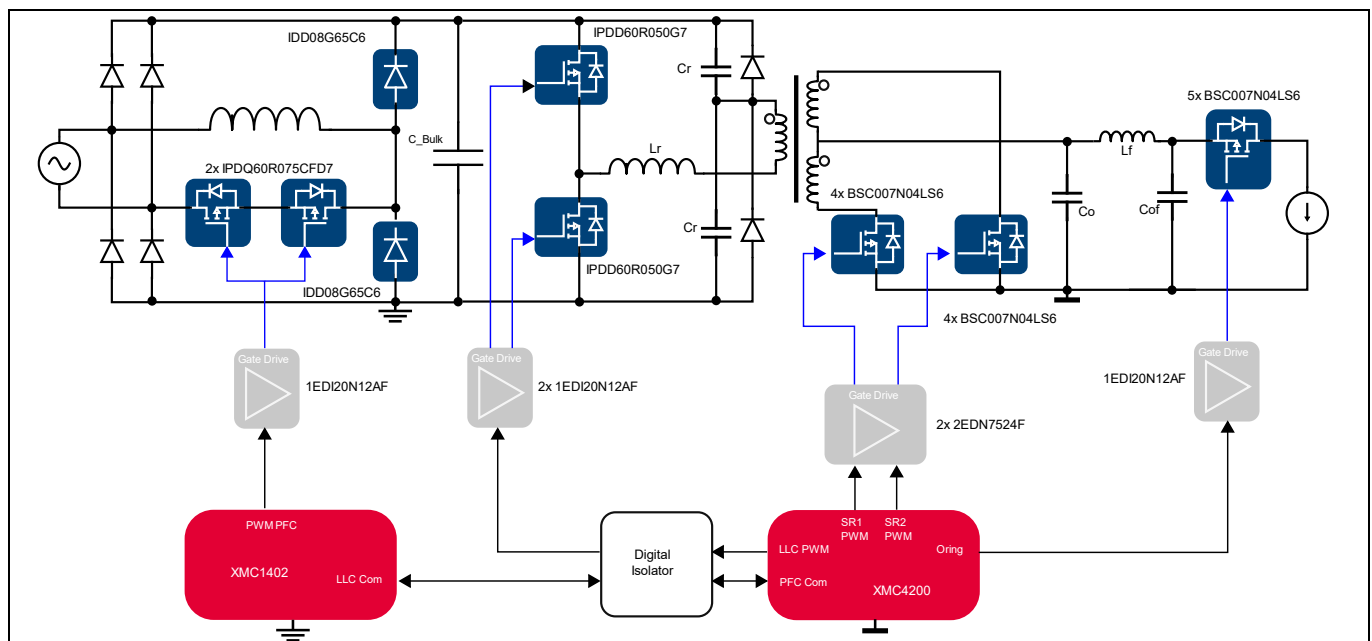 IDD08G65C6
IPDD60R050G7
Cr
C_Bulk
5x BSC007N04LS6
2x IPDQ60R075CFD7
Lr
Lf
4x BSC007N04LS6
Co
Cof
Cr
IDD08G65C6
IPDD60R050G7
4x BSC007N04LS6
Gate Drive
1EDI20N12AF
Gate Drive
2x 1EDI20N12AF
Gate Drive
2x 2EDN7524F
Gate Drive
1EDI20N12AF
PWM PFC
XMC1402
LLC Com
Digital
Isolator
SR1
PWM
SR2
PWM
LLC PWM
Oring
PFC Com
XMC4200